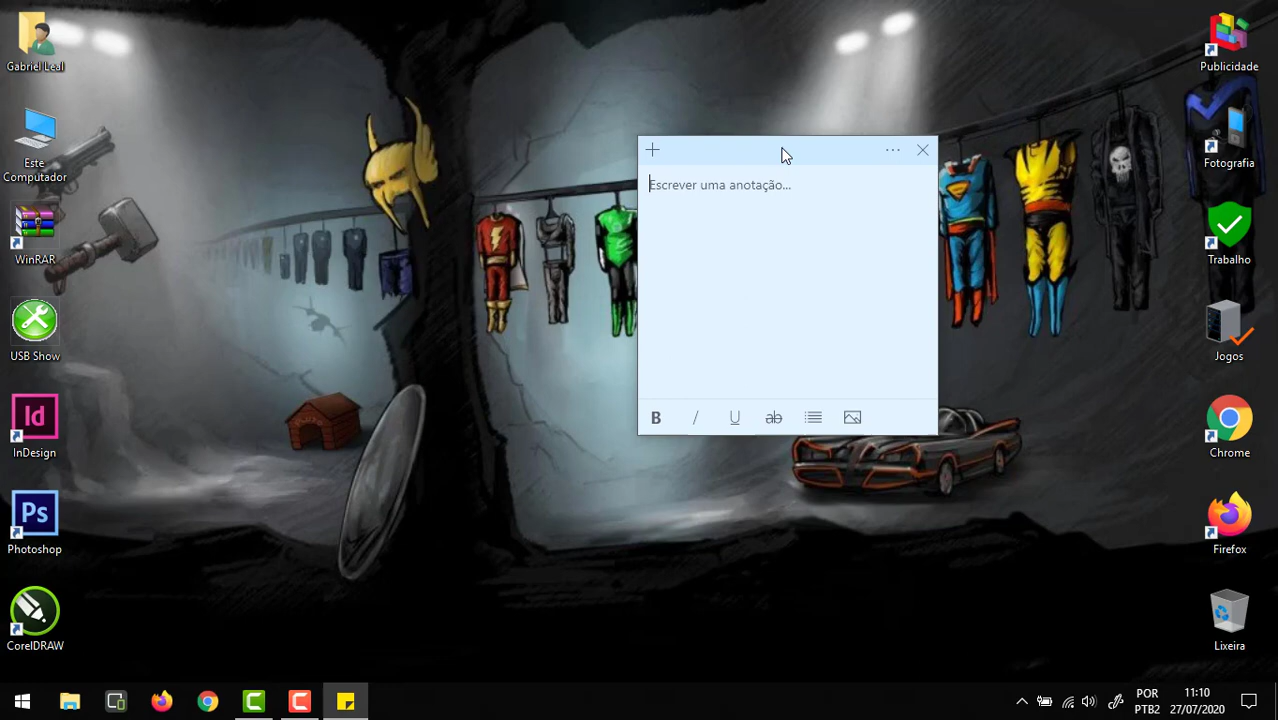 Gabriel Leal
Este
Computador
WinRAR
USB Show
Id
InDesign
Ps
Photoshop
CorelDRAW
Escrever uma anotação...
B / U ab
Publicidade
Fotografia
Trabalho
Jogos
Chrome
Firefox
Lixeira
POR
PTB2
11:10
27/07/2020